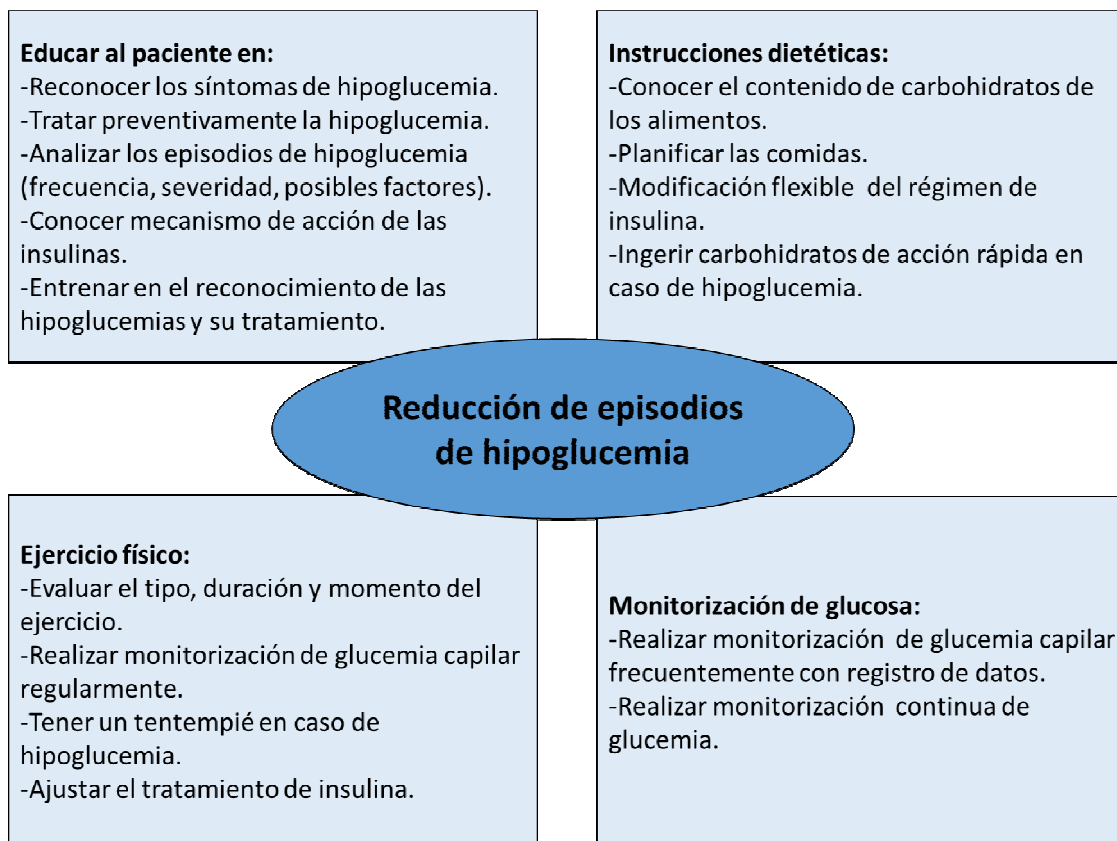 Educar al paciente en:
-Reconocer los síntomas de hipoglucemia.
-Tratar preventivamente la hipoglucemia.
-Analizar los episodios de hipoglucemia
(frecuencia, severidad, posibles factores).
-Conocer mecanismo de acción de las
insulinas.
-Entrenar en el reconocimiento de las
hipoglucemias y su tratamiento.
Instrucciones dietéticas:
-Conocer el contenido de carbohidratos de
los alimentos.
-Planificar las comidas.
-Modificación flexible del régimen de
insulina.
-Ingerir carbohidratos de acción rápida en
caso de hipoglucemia.
Reducción de episodios
de hipoglucemia
Ejercicio físico:
-Evaluar el tipo, duración y momento del
ejercicio.
-Realizar monitorización de glucemia capilar
regularmente.
-Tener un tentempié en caso de
hipoglucemia.
-Ajustar el tratamiento de insulina.
Monitorización de glucosa:
-Realizar monitorización de glucemia capilar
frecuentemente con registro de datos.
-Realizar monitorización continua de
glucemia.